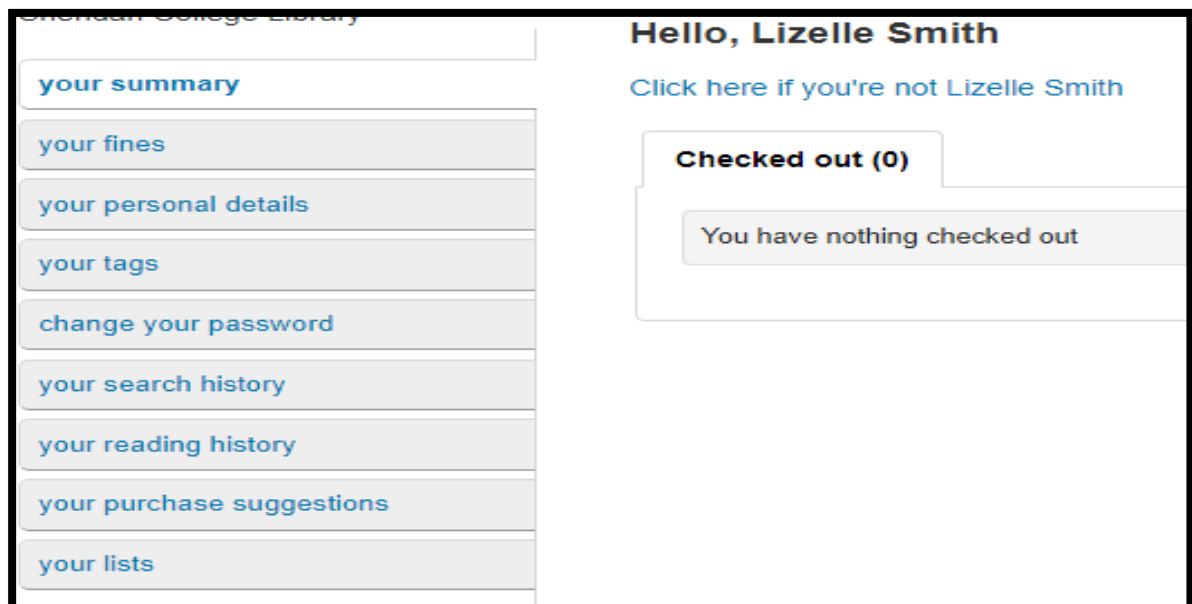 College Library
your summary
your fines
your personal details
your tags
change your password
your search history
your reading history
your purchase suggestions
your lists
Hello, Lizelle Smith
Click here if you're not Lizelle Smith
Checked out (0)
You have nothing checked out